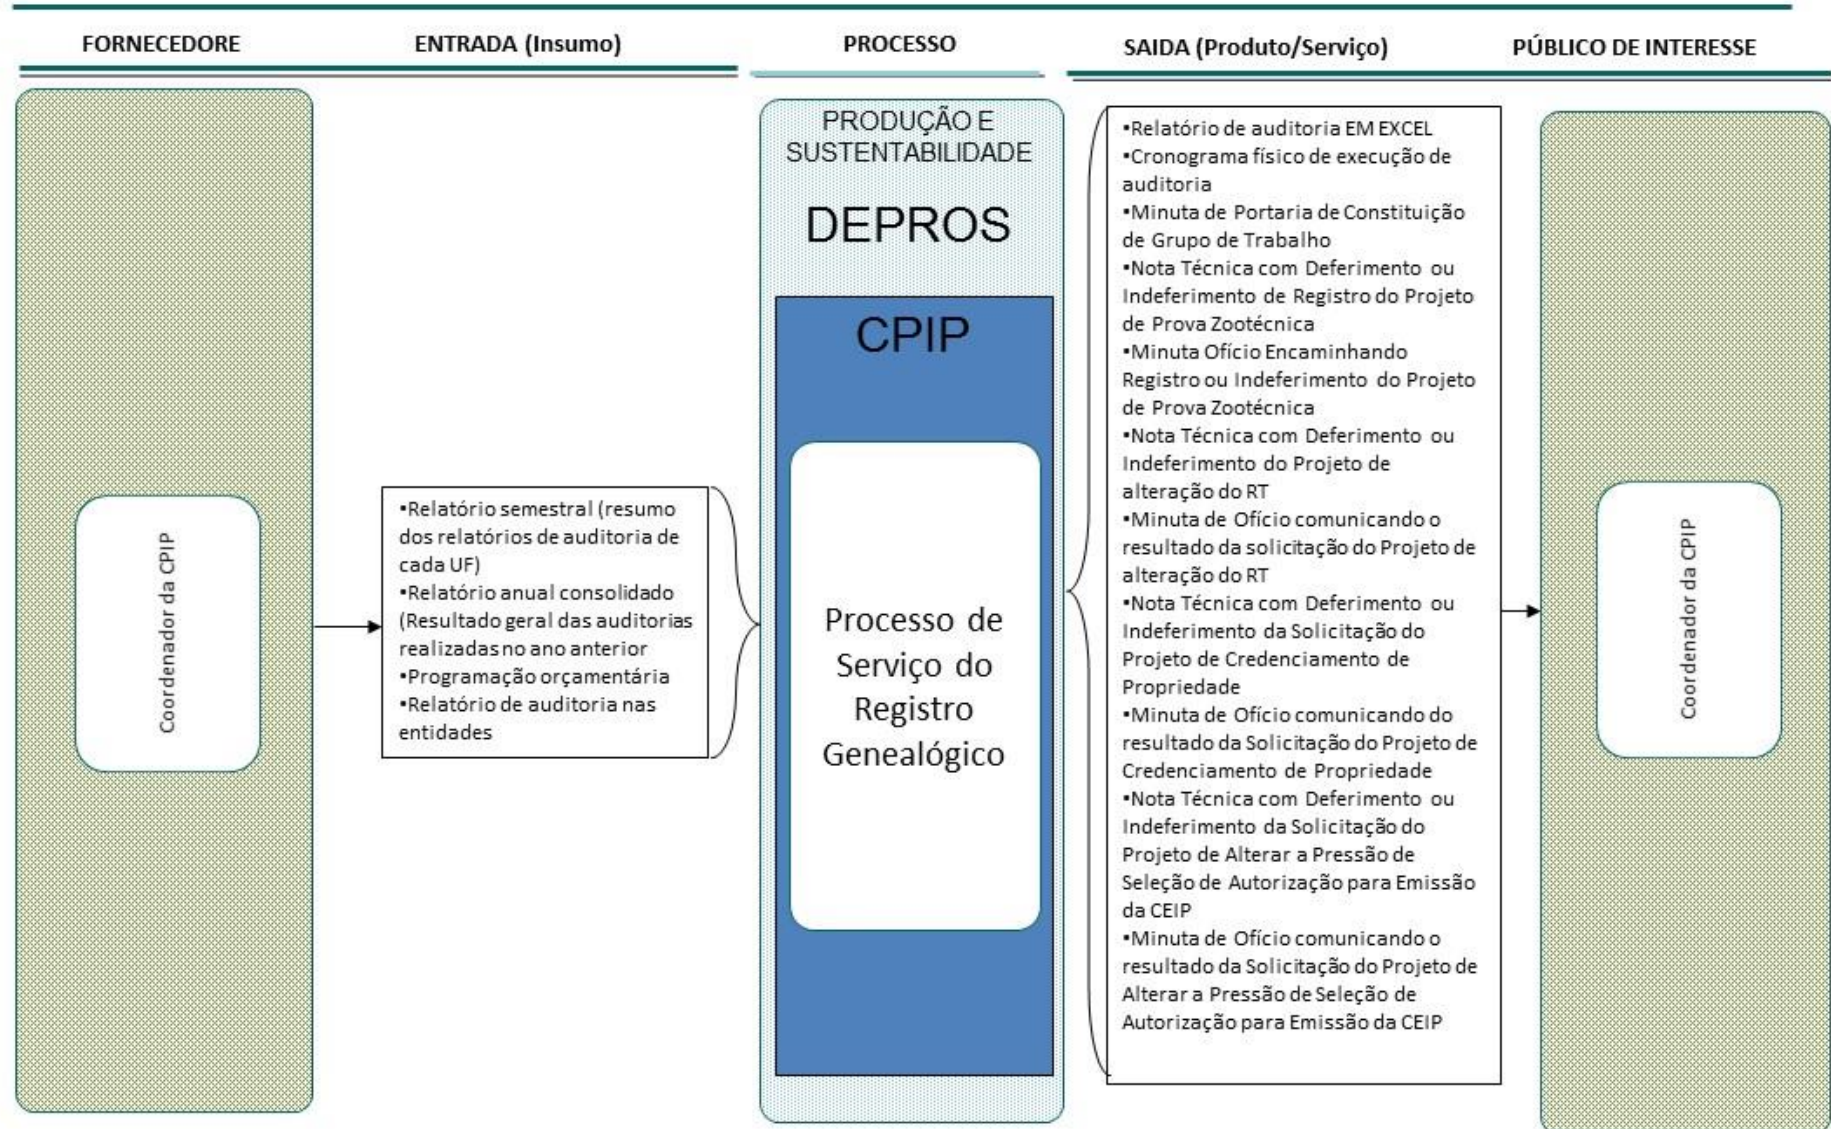 FORNECEDORE
ENTRADA (Insumo)
PROCESSO
SAIDA (Produto/Serviço)
PÚBLICO DE INTERESSE
Coordenador da CPIP
•Relatório semestral (resumo
dos relatórios de auditoria de
cada UF)
•Relatório anual consolidado
(Resultado geral das auditorias
realizadas no ano anterior
•Programação orçamentária
•Relatório de auditoria nas
entidades
PRODUÇÃO E
SUSTENTABILIDADE
DEPROS
CPIP
Processo de
Serviço do
Registro
Genealógico
•Relatório de auditoria EM EXCEL
•Cronograma físico de execução de
auditoria
•Minuta de Portaria de Constituição
de Grupo de Trabalho
•Nota Técnica com Deferimento ou
Indeferimento de Registro do Projeto
de Prova Zootécnica
•Minuta Ofício Encaminhando
Registro ou Indeferimento do Projeto
de Prova Zootécnica
•Nota Técnica com Deferimento ou
Indeferimento do Projeto de
alteração do RT
•Minuta de Ofício comunicando o
resultado da solicitação do Projeto de
alteração do RT
•Nota Técnica com Deferimento ou
Indeferimento da Solicitação do
Projeto de Credenciamento de
Propriedade
•Minuta de Ofício comunicando do
resultado da Solicitação do Projeto de
Credenciamento de Propriedade
•Nota Técnica com Deferimento ou
Indeferimento da Solicitação do
Projeto de Alterar a Pressão de
Seleção de Autorização para Emissão
da CEIP
•Minuta de Ofício comunicando o
resultado da Solicitação do Projeto de
Alterar a Pressão de Seleção de
Autorização para Emissão da CEIP
Coordenador da CPIP